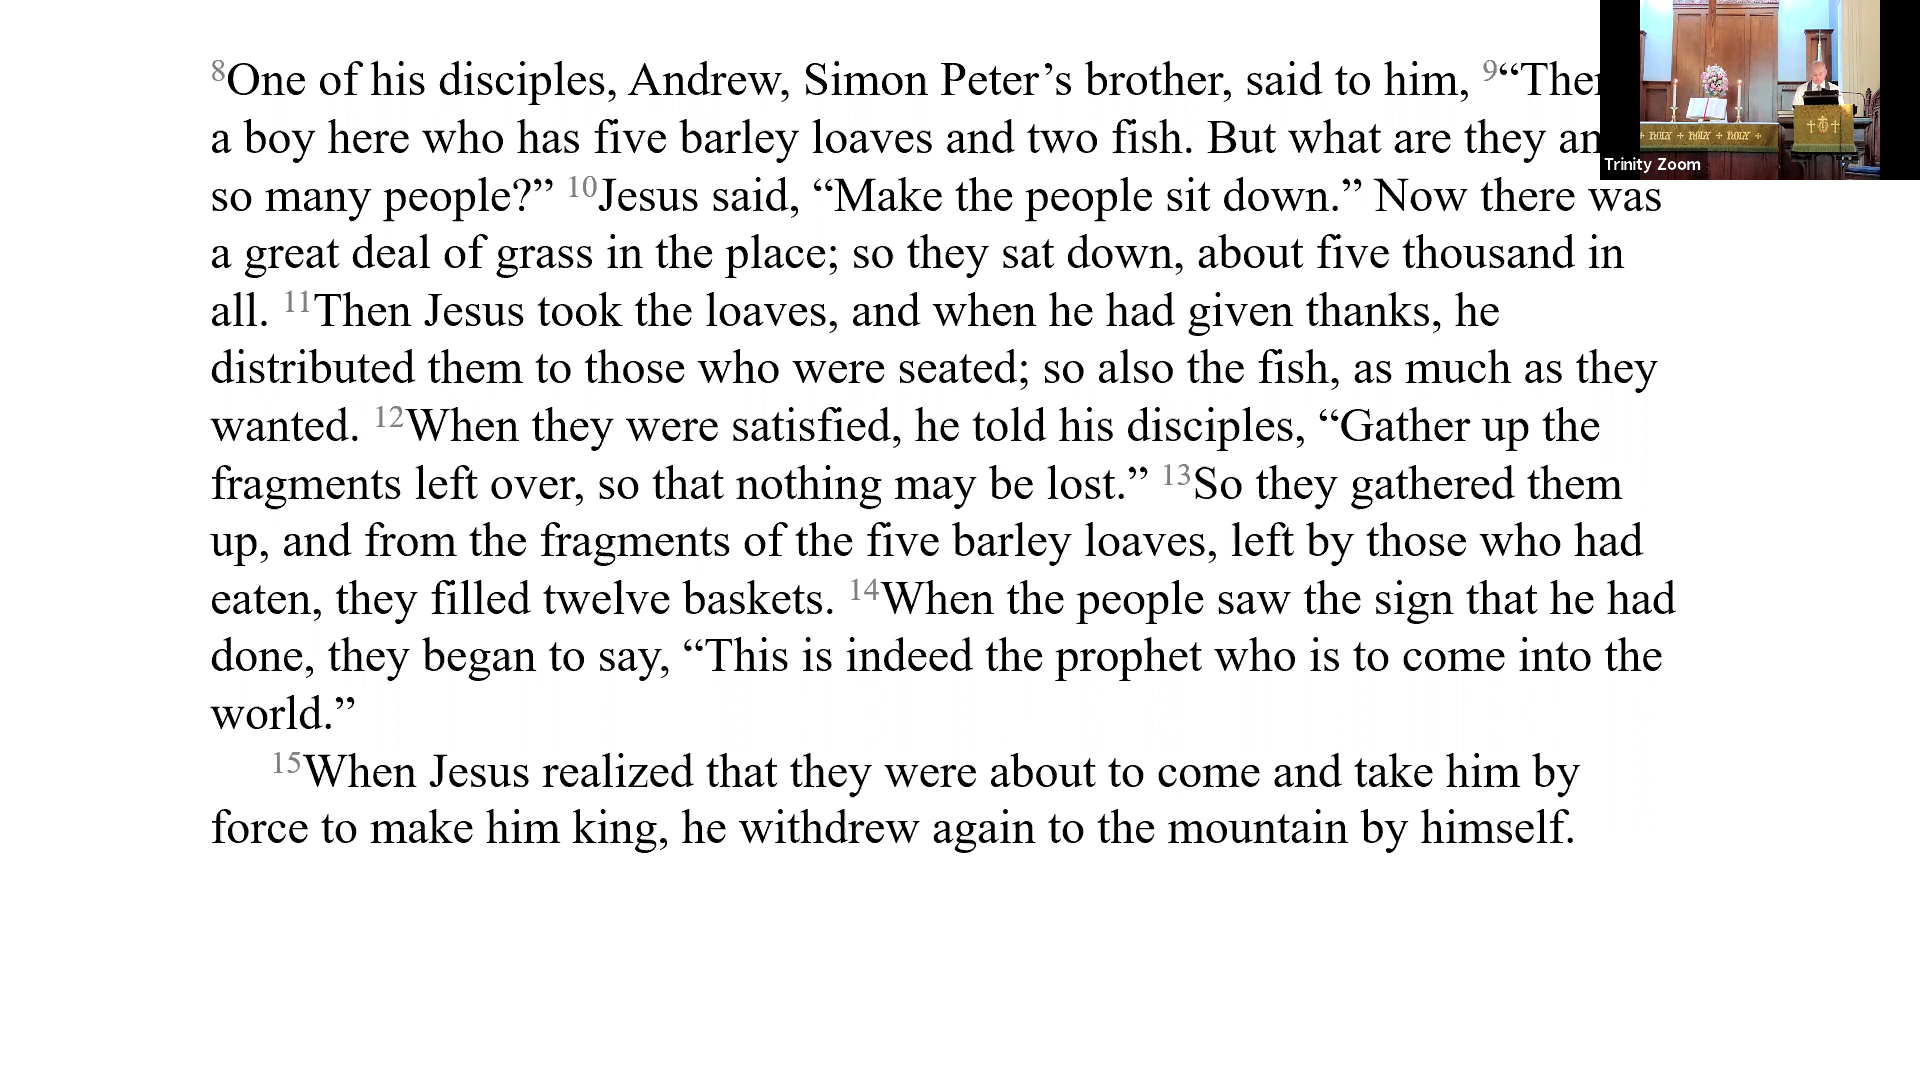 8One of his disciples, Andrew, Simon Peter’s brother, said to him, 9“
a boy here who has five barley loaves and two fish. But what are they
so many people?” 10Jesus said, “Make the people sit down.” Now there was
a great deal of grass in the place; so they sat down, about five thousand in
all. 11Then Jesus took the loaves, and when he had given thanks, he
distributed them to those who were seated; so also the fish, as much as they
wanted. 12When they were satisfied, he told his disciples, “Gather up the
fragments left over, so that nothing may be lost.” 13So they gathered them
up, and from the fragments of the five barley loaves, left by those who had
eaten, they filled twelve baskets. 14When the people saw the sign that he had
done, they began to say, “This is indeed the prophet who is to come into the
world.”
15When Jesus realized that they were about to come and take him by
force to make him king, he withdrew again to the mountain by himself.
HOLY + HOLY + HOLY
Trinity Zoom